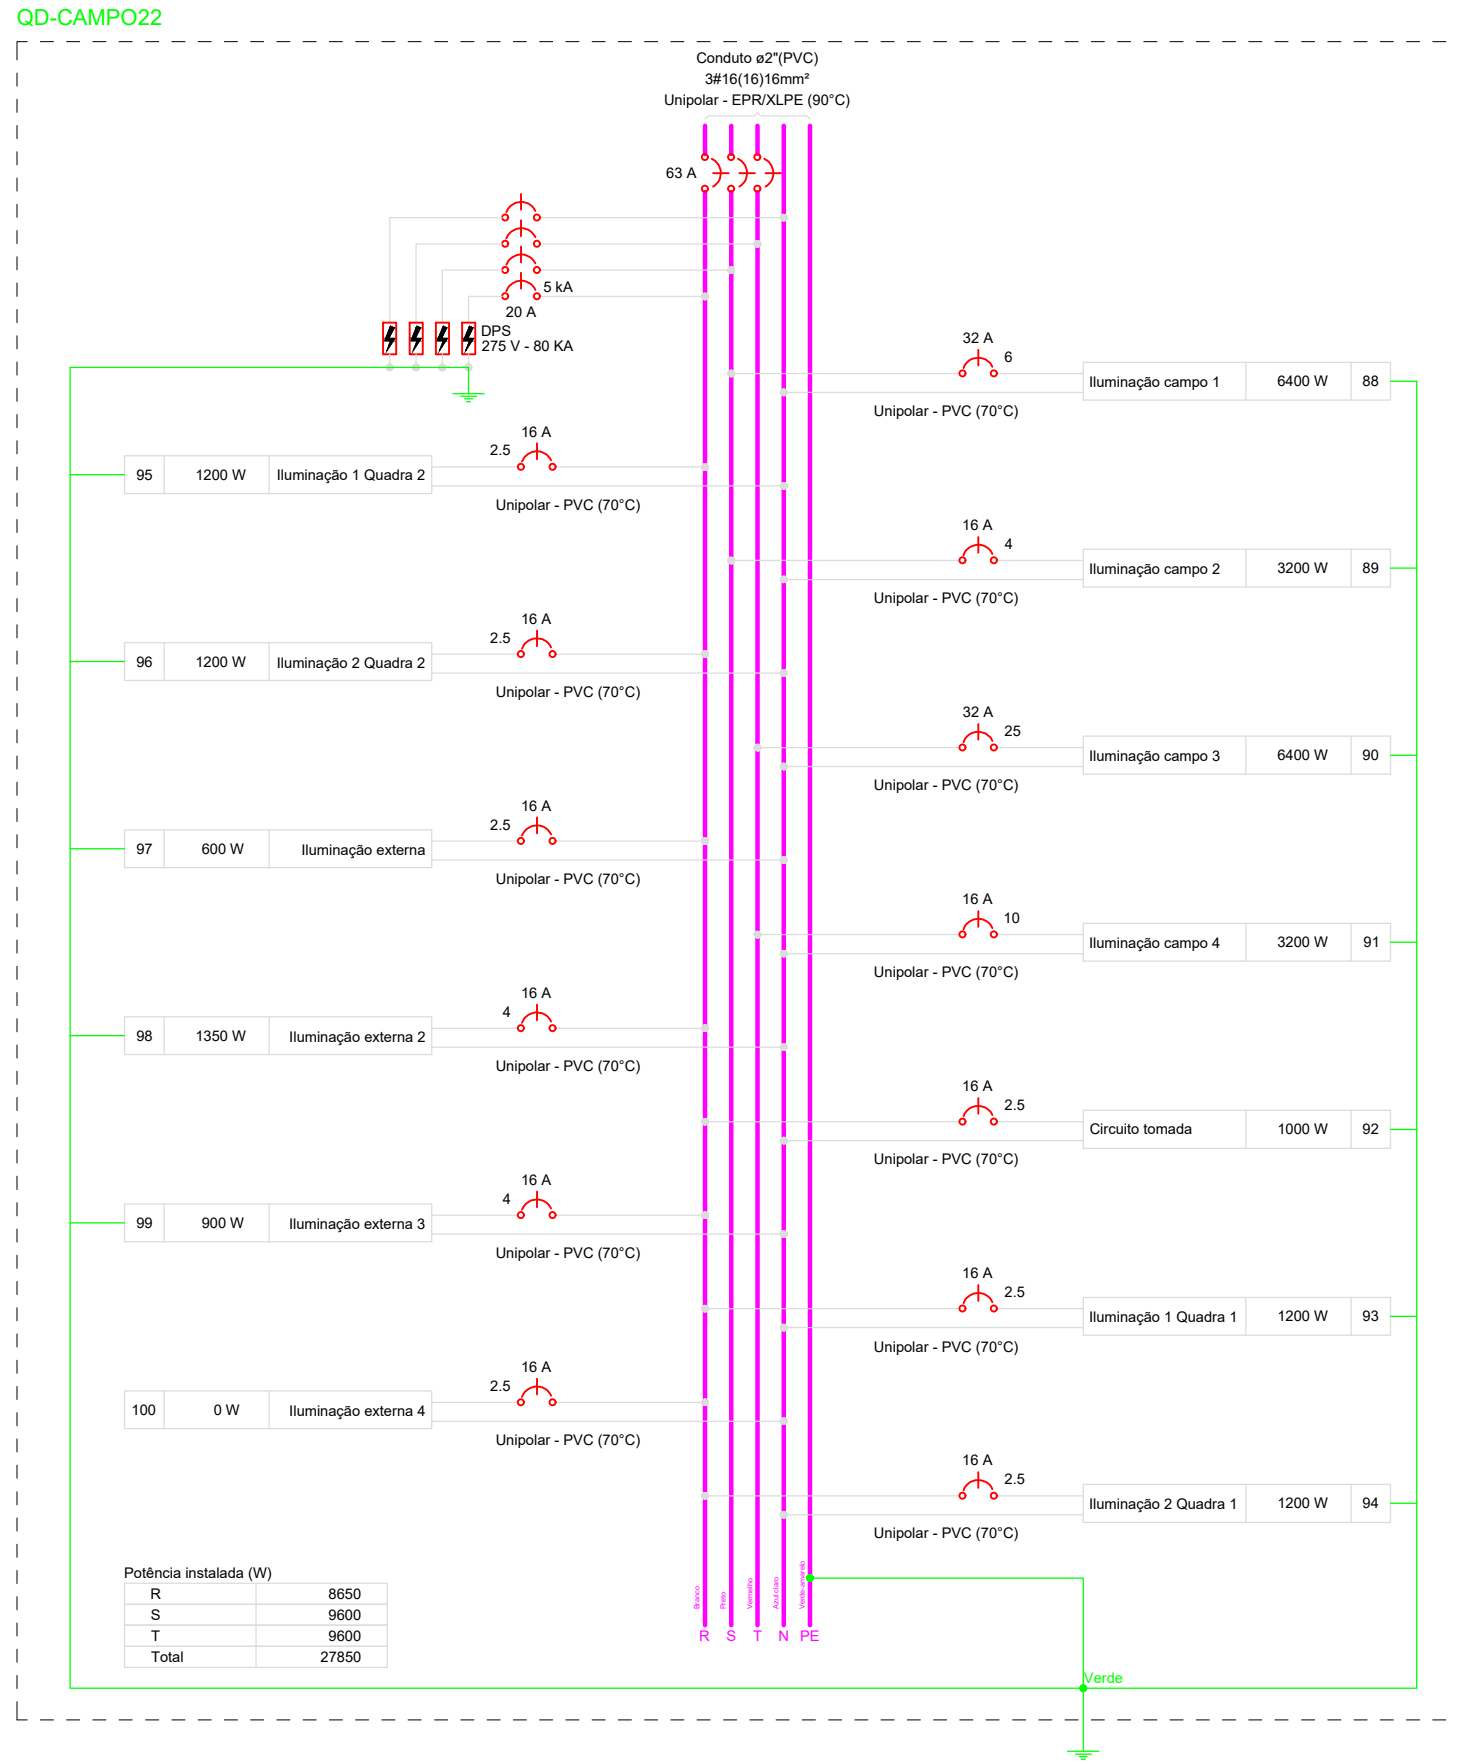 QD-CAMPO22
Conduto ø2"(PVC)
3#16(16)16mm²
Unipolar - EPR/XLPE (90°C)
63 A
5 kA
20 A
DPS
275 V - 80 KA
32 A
6
Iluminação campo 1 6400 W 88
Unipolar - PVC (70°C)
16 A
2.5
95 1200 W Iluminação 1 Quadra 2
Unipolar - PVC (70°C)
16 A
4
Iluminação campo 2 3200 W 89
Unipolar - PVC (70°C)
16 A
2.5
96 1200 W Iluminação 2 Quadra 2
Unipolar - PVC (70°C)
32 A
25
Iluminação campo 3 6400 W 90
Unipolar - PVC (70°C)
16 A
2.5
97 600 W Iluminação externa
Unipolar - PVC (70°C)
16 A
10
Iluminação campo 4 3200 W 91
Unipolar - PVC (70°C)
16 A
4
98 1350 W Iluminação externa 2
Unipolar - PVC (70°C)
16 A
2.5
Circuito tomada 1000 W 92
Unipolar - PVC (70°C)
16 A
4
99 900 W Iluminação externa 3
Unipolar - PVC (70°C)
16 A
2.5
Iluminação 1 Quadra 1 1200 W 93
Unipolar - PVC (70°C)
16 A
2.5
100 0 W Iluminação externa 4
Unipolar - PVC (70°C)
16 A
2.5
Iluminação 2 Quadra 1 1200 W 94
Unipolar - PVC (70°C)
Potência instalada (W)
R 8650
S 9600
T 9600
Total 27850
Branco
Preto
Vermelho
Azul claro
Verde-amarelo
R S T N PE
Verde